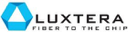 LUXTERA
FIBER TO THE CHIP